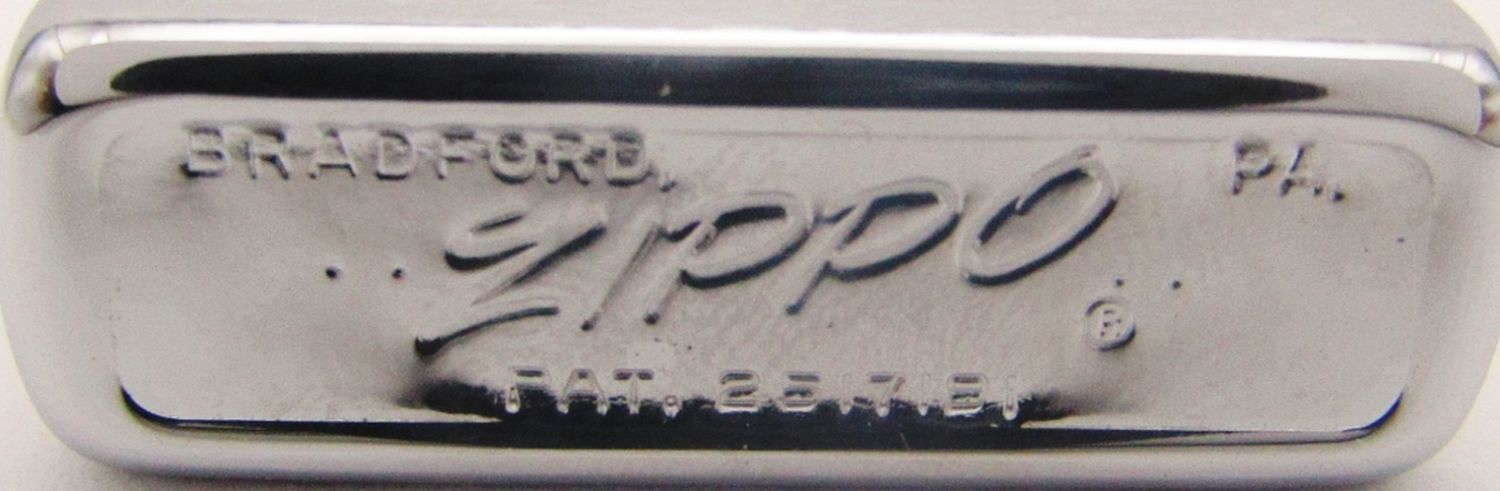 BRADFORD, PA.
.. Zippo ..
®
PAT. 2517191